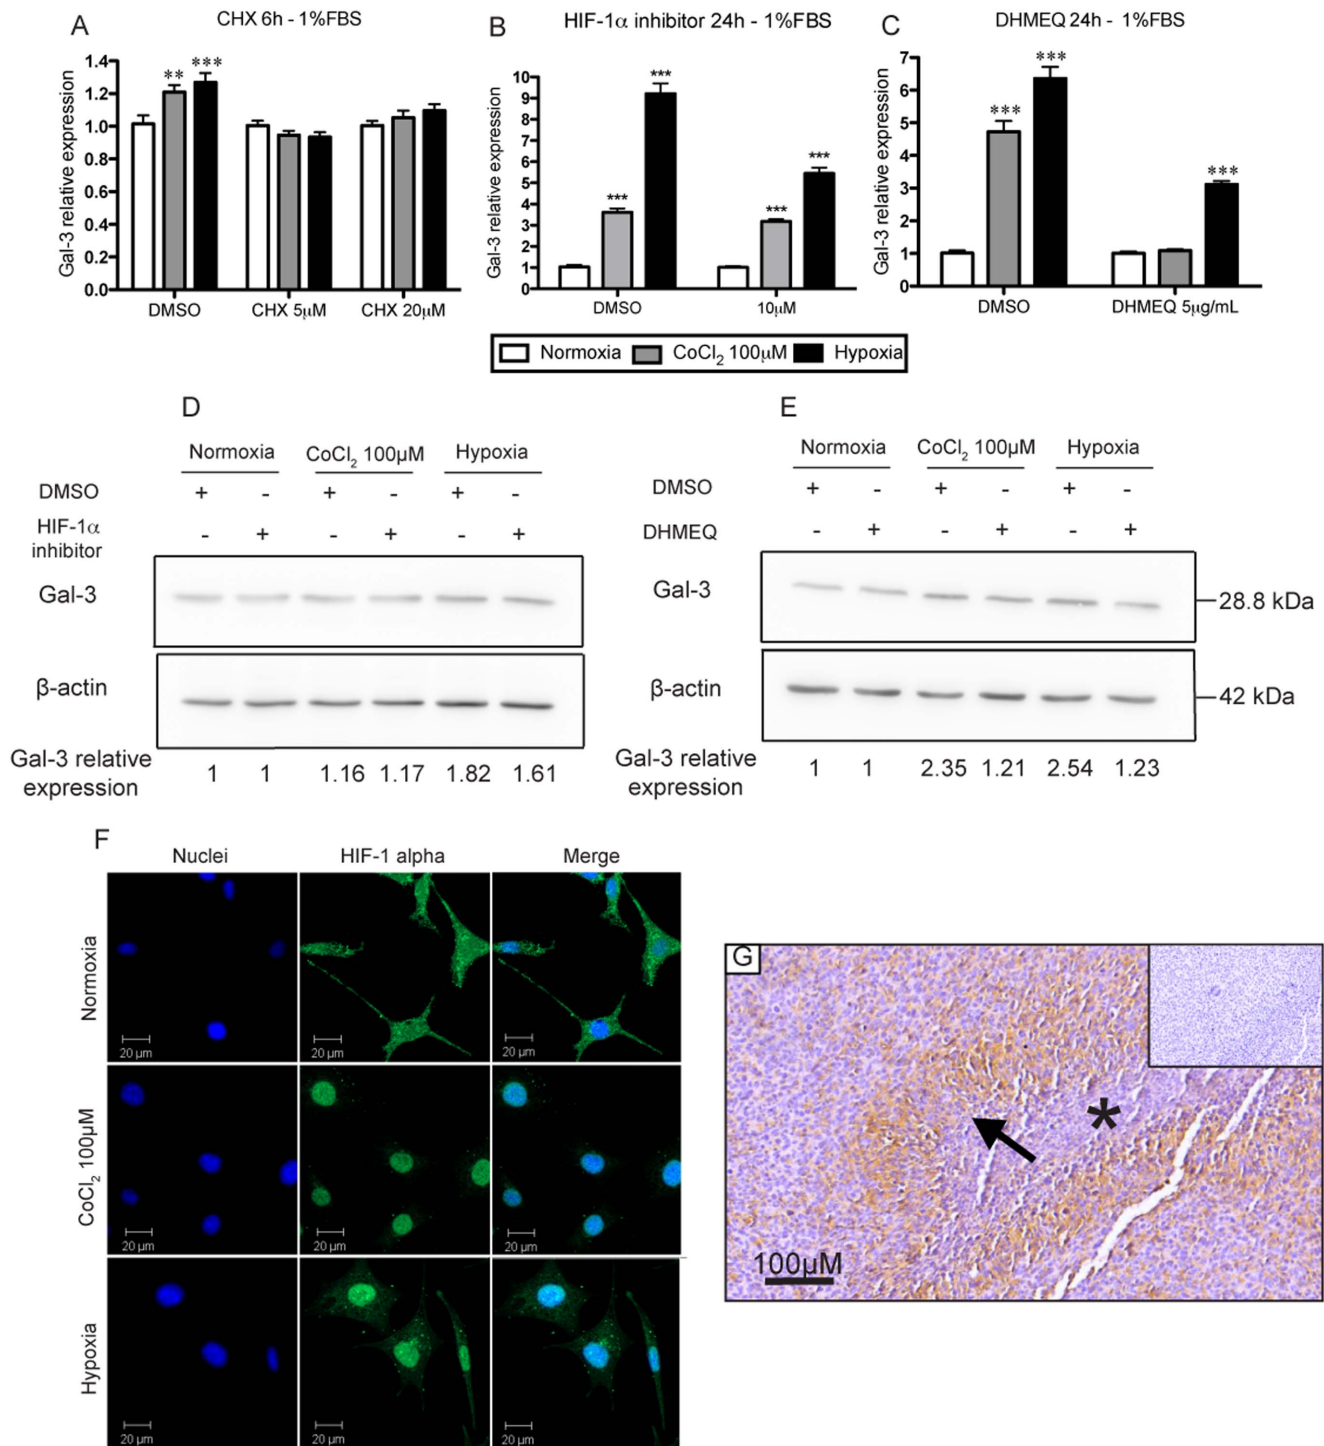 A
CHX 6h - 1%FBS
Gal-3 relative expression
1.4
1.2
1.0
0.8
0.6
0.4
0.2
0.0
** ***
DMSO CHX 5μM CHX 20μM
B
HIF-1α inhibitor 24h - 1%FBS
Gal-3 relative expression
10
9
8
7
6
5
4
3
2
1
0
*** *** *** ***
DMSO 10μM
C
DHMEQ 24h - 1%FBS
Gal-3 relative expression
7
6
5
4
3
2
1
0
*** *** ***
DMSO DHMEQ 5μg/mL
Normoxia CoCl2 100μM Hypoxia
D
Normoxia CoCl2 100μM Hypoxia
DMSO + - + - + -
HIF-1α
inhibitor - + - + - +
Gal-3
β-actin
Gal-3 relative
expression
1 1 1.16 1.17 1.82 1.61
E
Normoxia CoCl2 100μM Hypoxia
DMSO + - + - + -
DHMEQ - + - + - +
Gal-3 28.8 kDa
β-actin 42 kDa
Gal-3 relative
expression
1 1 2.35 1.21 2.54 1.23
F
Nuclei HIF-1 alpha Merge
Normoxia
20 μm 20 μm 20 μm
CoCl2 100μM
20 μm 20 μm 20 μm
Hypoxia
20 μm 20 μm 20 μm
G
*
100μM